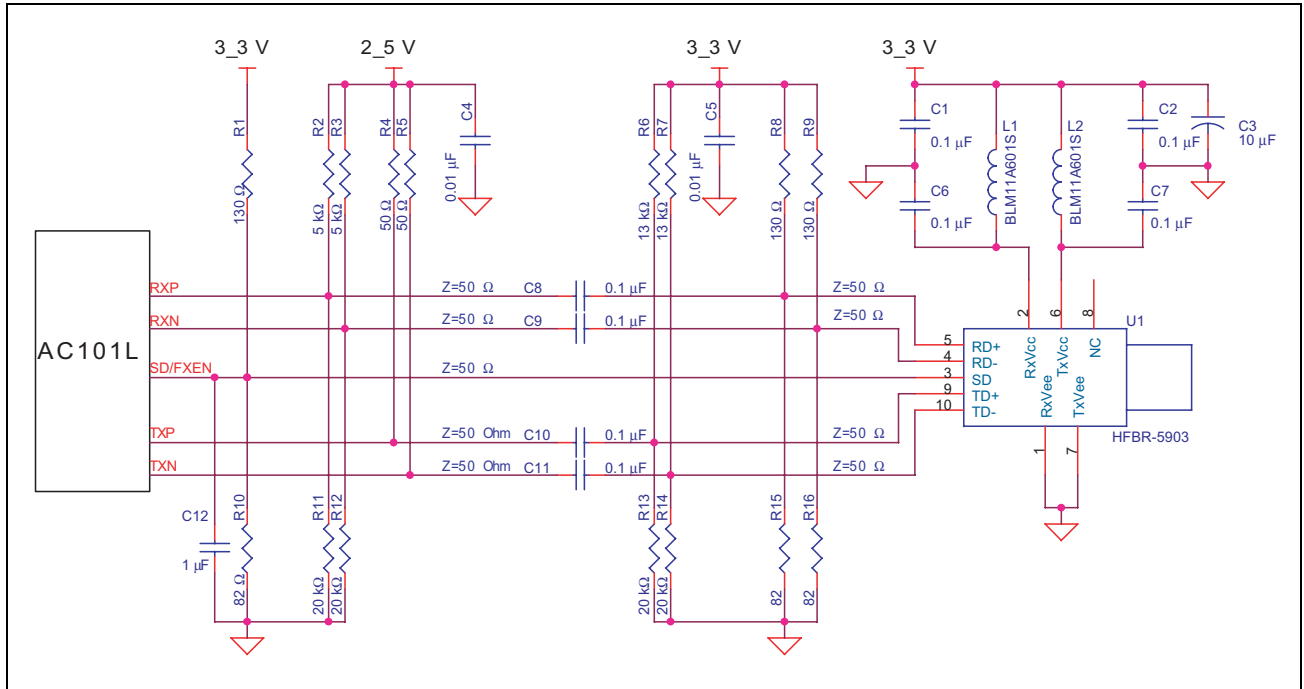 3_3 V
2_5 V
3_3 V
3_3 V
R1
130 Ω
R2
5 kΩ
R3
5 kΩ
R4
50 Ω
R5
50 Ω
C4
0.01 µF
R6
13 kΩ
R7
13 kΩ
C5
0.01 µF
R8
130 Ω
R9
130 Ω
C1
0.1 µF
L1
BLM11A601S
L2
BLM11A601S
C2
0.1 µF
C3
10 µF
C6
0.1 µF
C7
0.1 µF
AC101L
RXP
Z=50 Ω
C8
0.1 µF
Z=50 Ω
RXN
Z=50 Ω
C9
0.1 µF
Z=50 Ω
SD/FXEN
Z=50 Ω
TXP
Z=50 Ohm
C10
0.1 µF
Z=50 Ω
TXN
Z=50 Ohm
C11
0.1 µF
Z=50 Ω
2
6
8
U1
5
RD+
4
RD-
3
SD
9
TD+
10
TD-
RxVcc
TxVcc
NC
RxVee
TxVee
HFBR-5903
1
7
C12
1 µF
R10
82 Ω
R11
20 kΩ
R12
20 kΩ
R13
20 kΩ
R14
20 kΩ
R15
82
R16
82